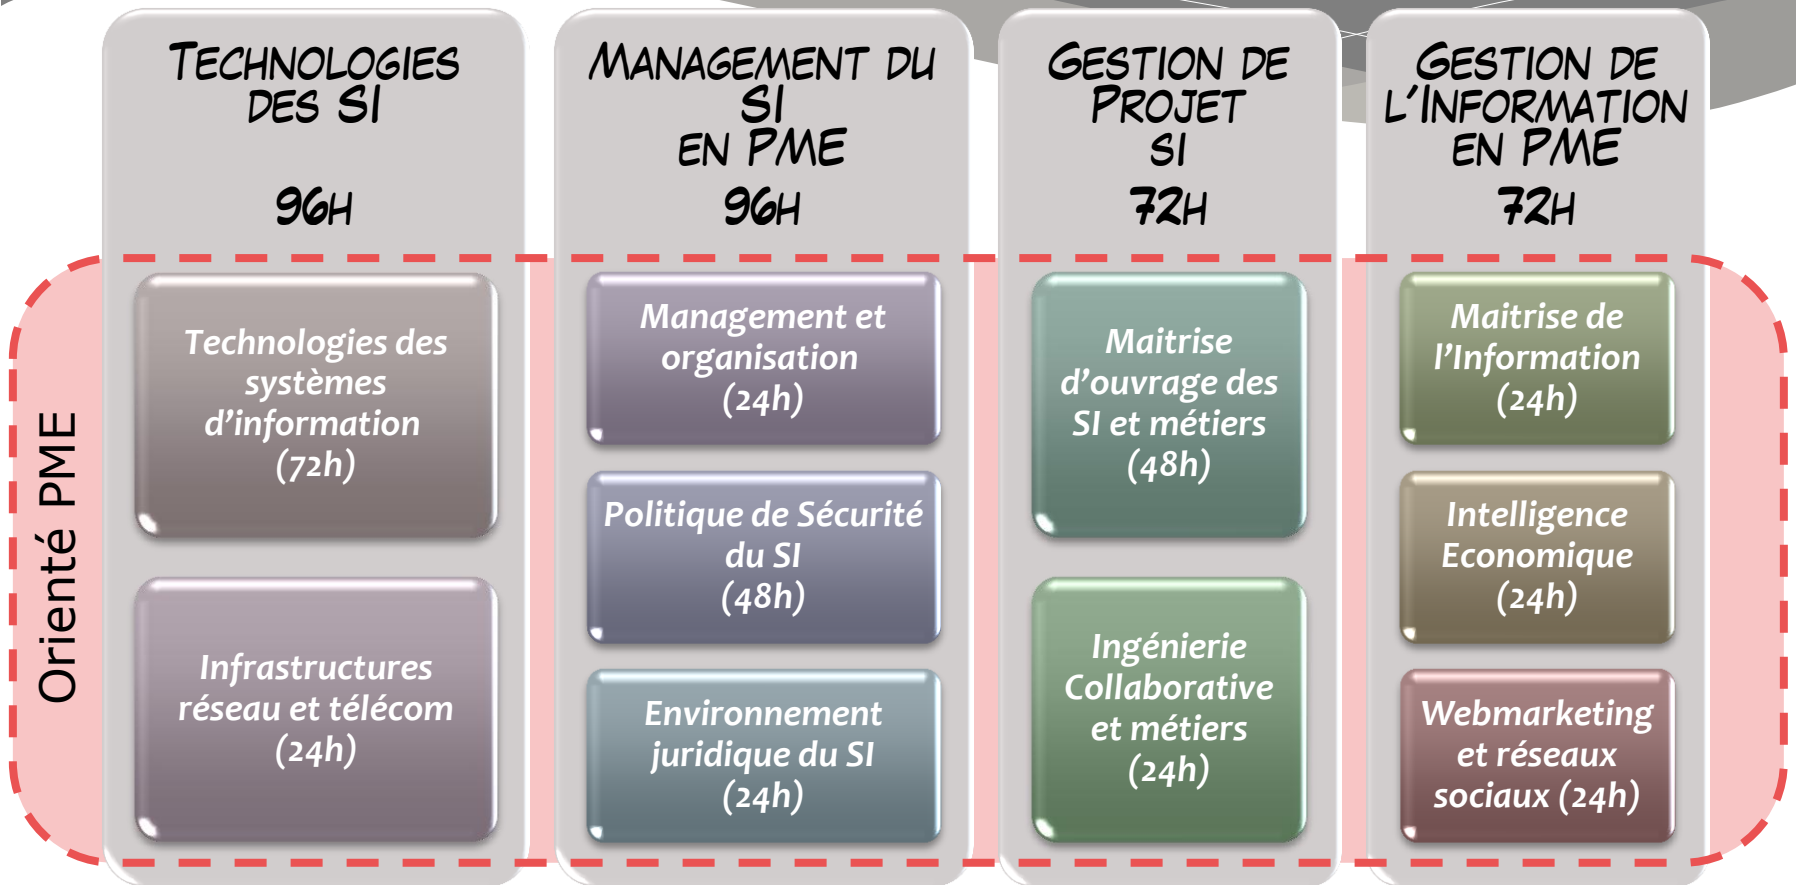 TECHNOLOGIES
DES SI
96H
Technologies des
systèmes
d'information
(72h)
Infrastructures
réseau et télécom
(24h)
MANAGEMENT DU
SI
EN PME
96H
Management et
organisation
(24h)
Politique de Sécurité
du SI
(48h)
Environnement
juridique du SI
(24h)
GESTION DE
PROJET
SI
72H
Maitrise
d'ouvrage des
SI et métiers
(48h)
Ingénierie
Collaborative
et métiers
(24h)
GESTION DE
L'INFORMATION
EN PME
72H
Maitrise de
l'Information
(24h)
Intelligence
Economique
(24h)
Webmarketing
et réseaux
sociaux (24h)
Orienté PME